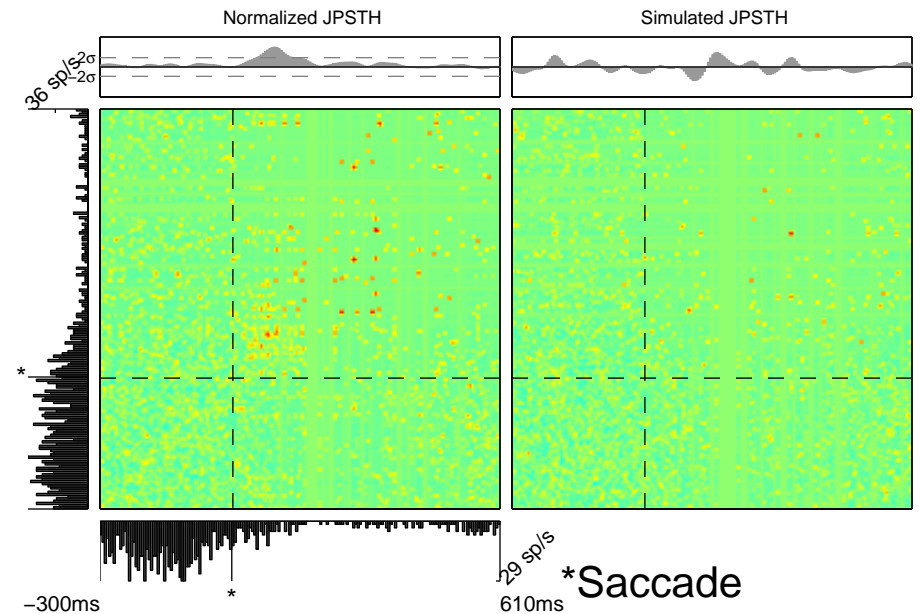 Normalized JPSTH
Simulated JPSTH
36 sp/s
2σ
−2σ
*
*
29 sp/s
*Saccade
−300ms
610ms